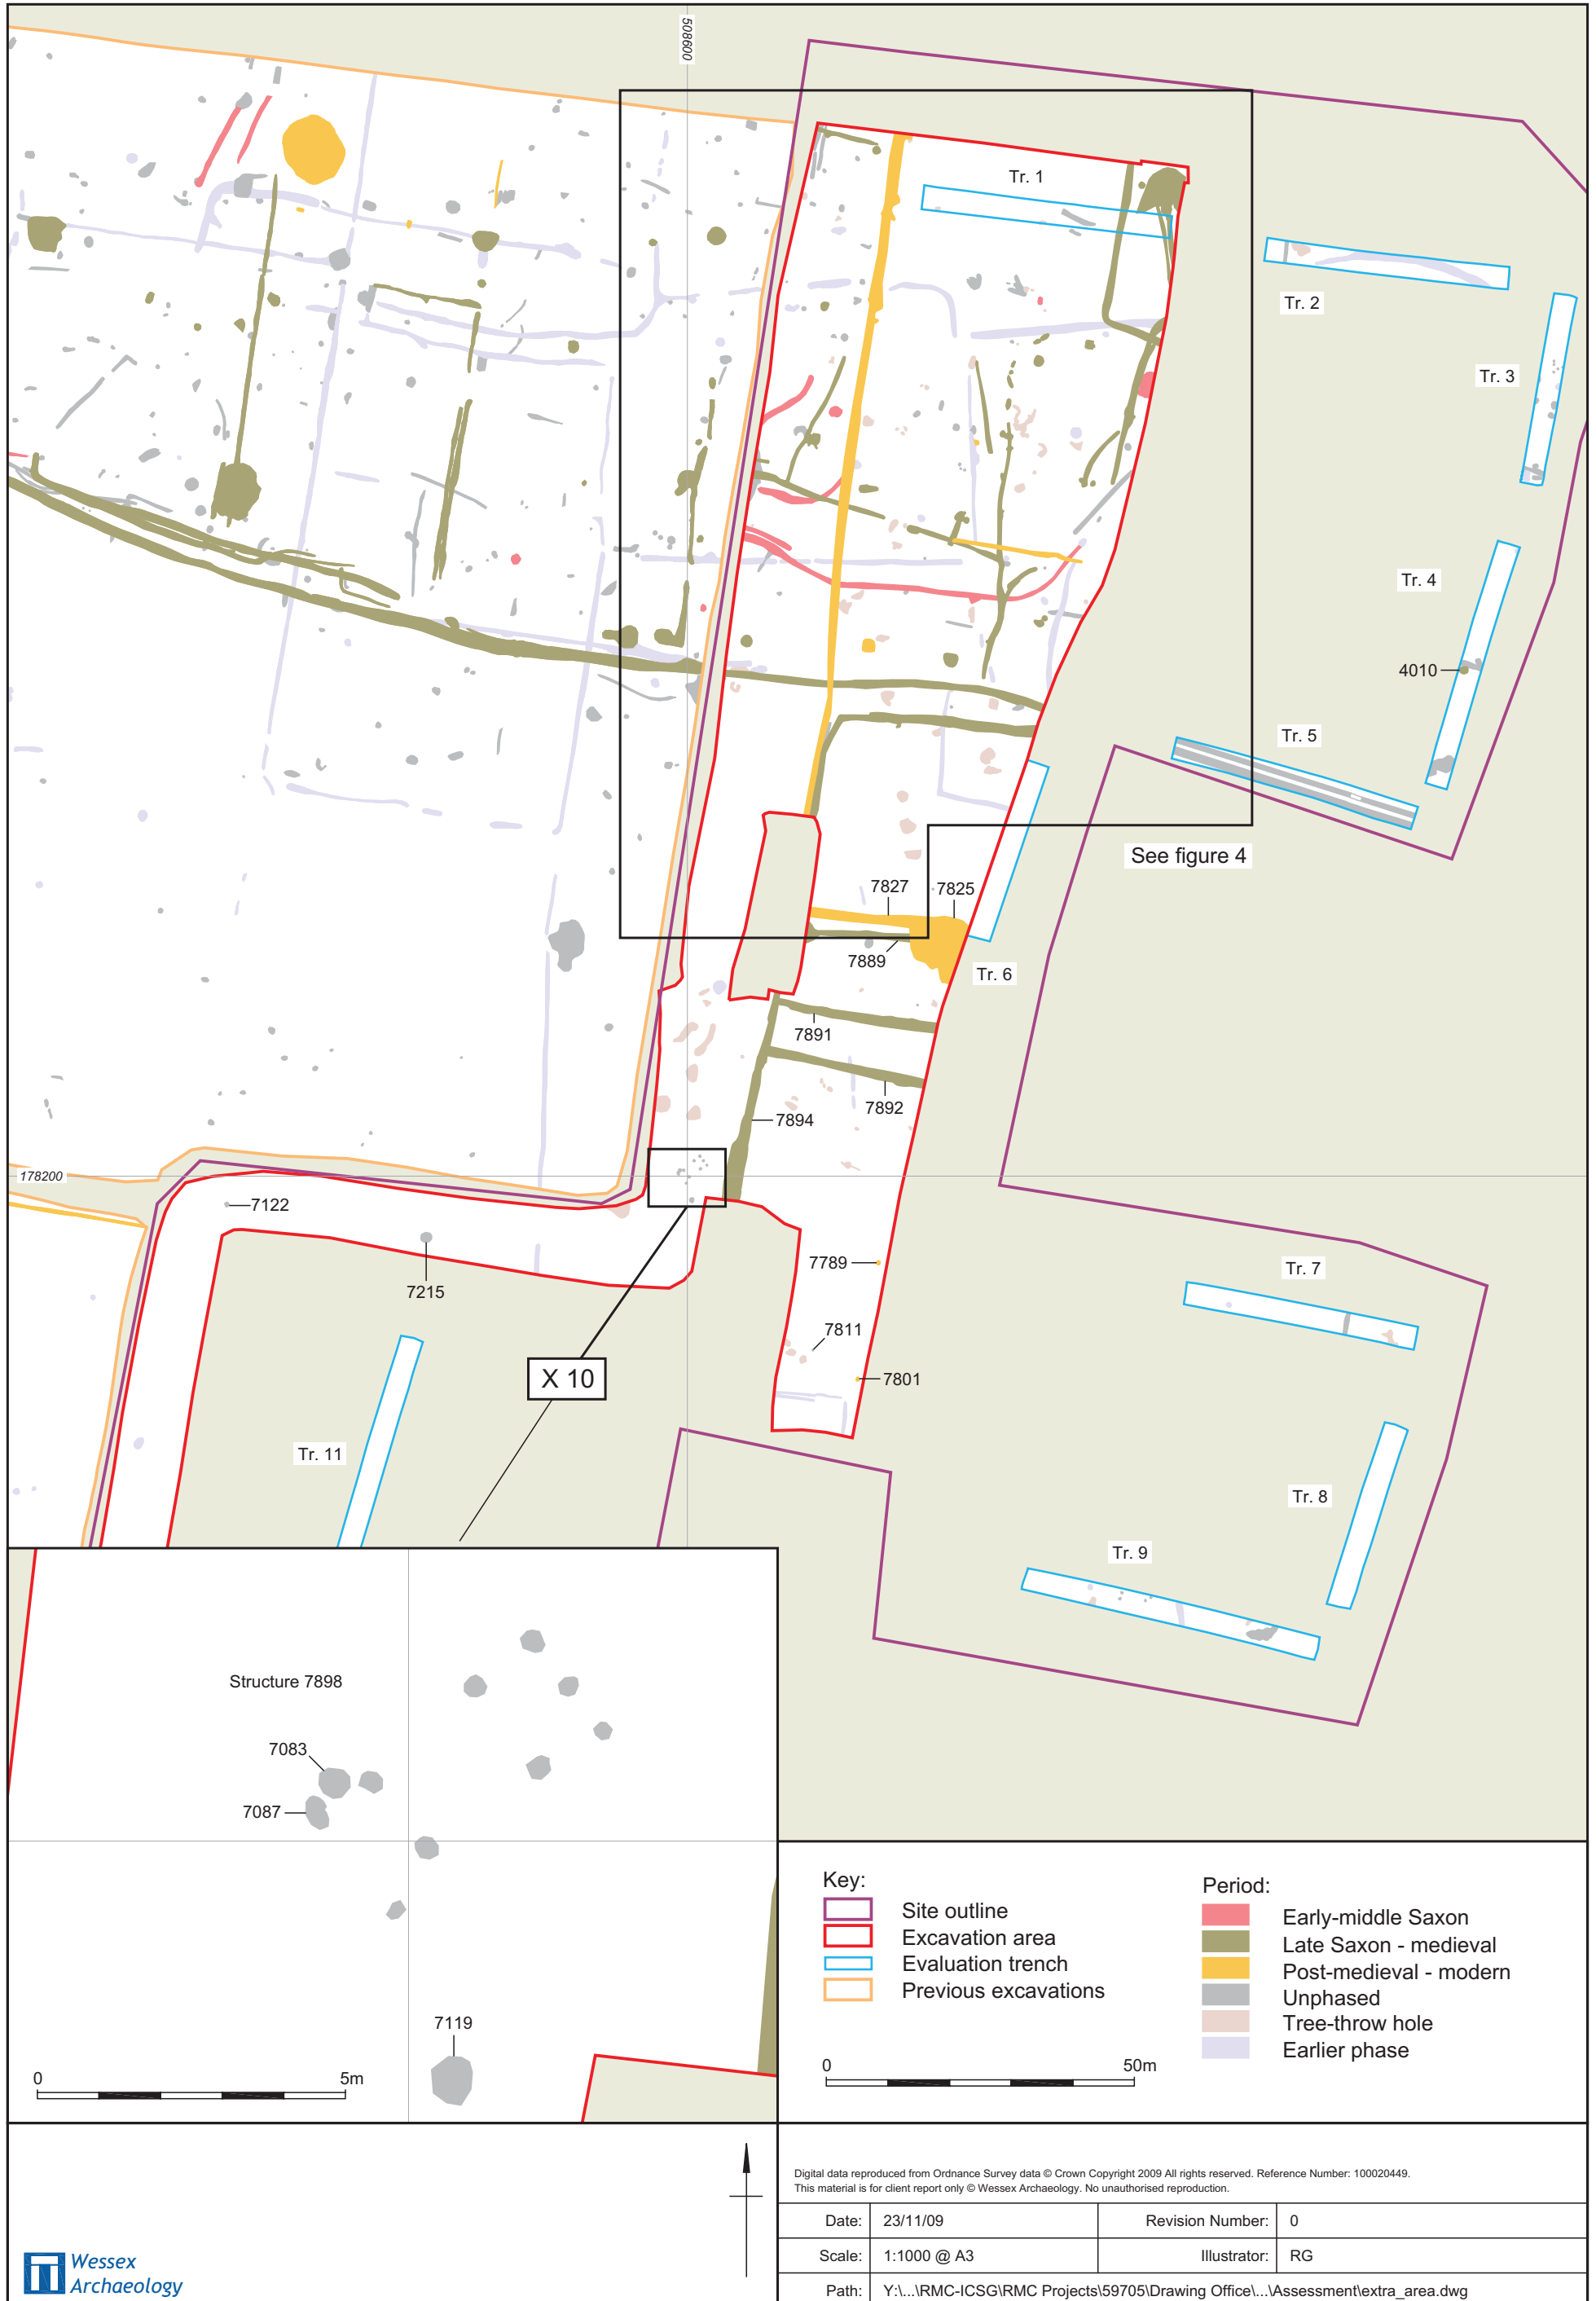 508600
Tr. 1
Tr. 2
Tr. 3
Tr. 4
4010
Tr. 5
See figure 4
7827
7825
7889
Tr. 6
7891
7892
7894
178200
7122
7215
7789
Tr. 7
7811
X 10
7801
Tr. 11
Tr. 8
Tr. 9
Structure 7898
7083
7087
7119
0 5m
Key:
Site outline
Excavation area
Evaluation trench
Previous excavations
Period:
Early-middle Saxon
Late Saxon - medieval
Post-medieval - modern
Unphased
Tree-throw hole
Earlier phase
0 50m
Digital data reproduced from Ordnance Survey data © Crown Copyright 2009 All rights reserved. Reference Number: 100020449.
This material is for client report only © Wessex Archaeology. No unauthorised reproduction.
Date: 23/11/09 Revision Number: 0
Scale: 1:1000 @ A3 Illustrator: RG
Path: Y:\...\RMC-ICSG\RMC Projects\59705\Drawing Office\...\Assessment\extra_area.dwg
Wessex
Archaeology